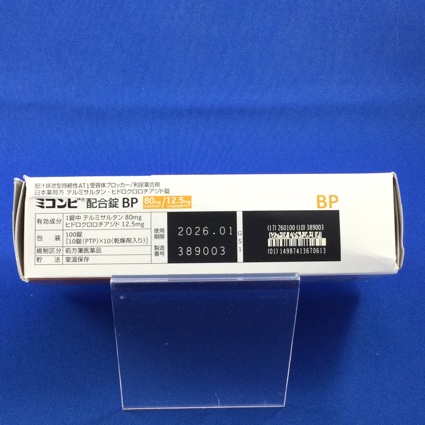 胆汁排泄型持続性AT1受容体ブロッカー/利尿薬合剤
日本薬局方 テルミサルタン・ヒドロクロロチアジド錠
ミコンビ®配合錠BP 80mg/12.5mg
BP
有効成分 1錠中 テルミサルタン 80mg
ヒドロクロロチアジド 12.5mg
包装 100錠
[10錠(PTP)×10(乾燥剤入り)]
規制区分 処方箋医薬品
貯法 室温保存
使用期限 2026.01
製造番号 389003
GS1
(17) 260100 (10) 389003
(01) 14987413670613